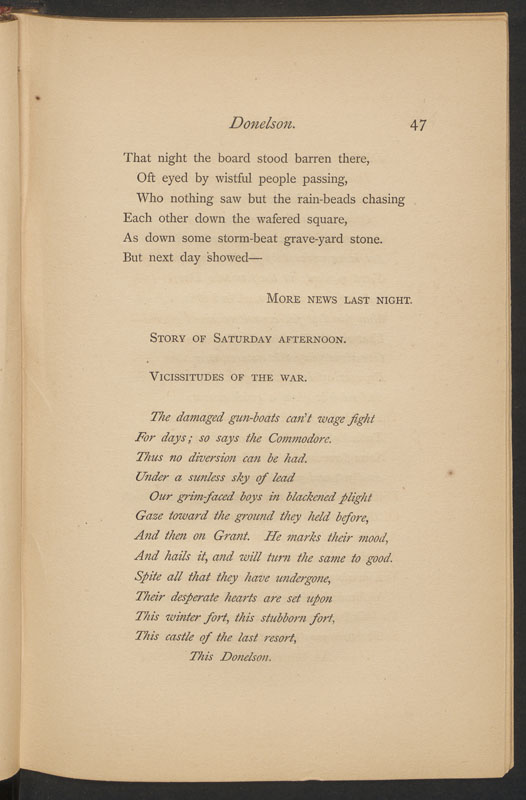 Donelson. 47
That night the board stood barren there,
Oft eyed by wistful people passing,
Who nothing saw but the rain-beads chasing
Each other down the wafered square,
As down some storm-beat grave-yard stone.
But next day showed—
More news last night.
Story of Saturday afternoon.
Vicissitudes of the war.
The damaged gun-boats can't wage fight
For days; so says the Commodore.
Thus no diversion can be had.
Under a sunless sky of lead
Our grim-faced boys in blackened plight
Gaze toward the ground they held before,
And then on Grant. He marks their mood,
And hails it, and will turn the same to good.
Spite all that they have undergone,
Their desperate hearts are set upon
This winter fort, this stubborn fort,
This castle of the last resort,
This Donelson.